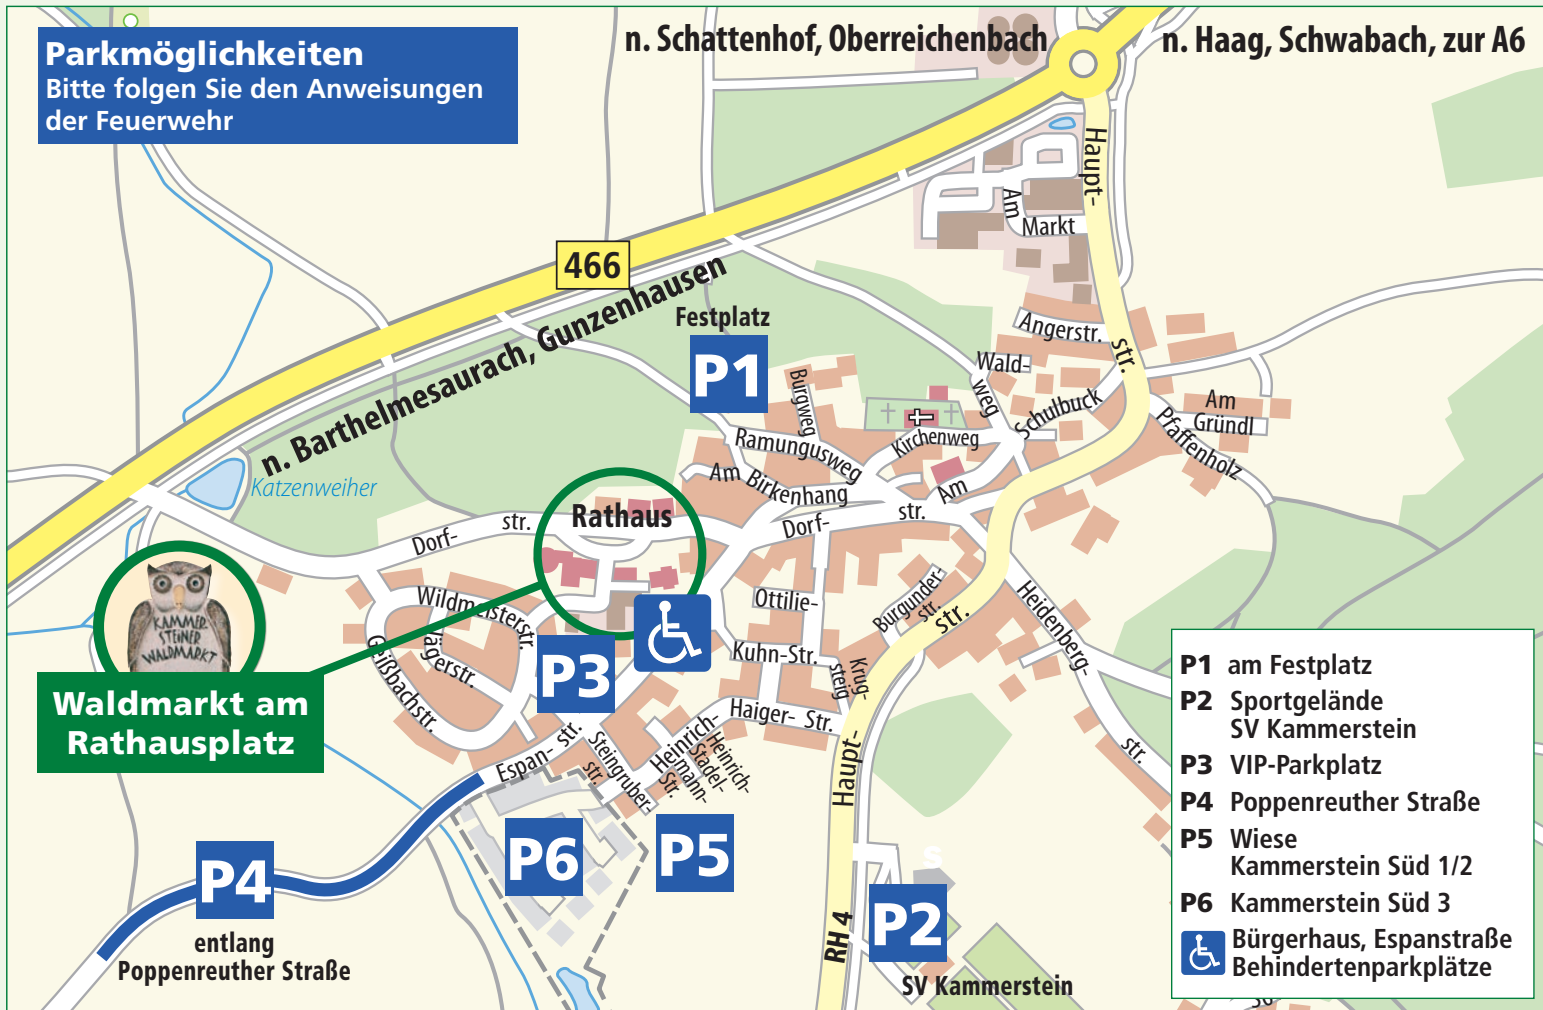 Parkmöglichkeiten
Bitte folgen Sie den Anweisungen
der Feuerwehr
n. Schattenhof, Oberreichenbach
n. Haag, Schwabach, zur A6
Haupt-
str.
Am
Markt
466
n. Barthelmesaurach, Gunzenhausen
Festplatz
P1
Angerstr.
Wald-
weg
Schulbuck
Am
Burgweg
Ramungusweg
Kirchenweg
Am Birkenhang
Am
Gründl
Pfaffenholz
Katzenweiher
Dorf-
str.
Rathaus
Dorf-
str.
KAMMER
STEINER
WALDMARKT
Waldmarkt am
Rathausplatz
Wildmeisterstr.
Jägerstr.
Geißbachstr.
P3
Ottilie-
Kuhn-Str.
Burgunder-
str.
Str.
Heidenberg-
str.
Krug-
steig
Haiger- Str.
Haupt-
Espan- str.
Steingruber-
str.
Heinrich-
mann-
Str.
Heinrich-
Stadel-
P6
P5
P4
entlang
Poppenreuther Straße
RH 4
S
P2
SV Kammerstein
P1 am Festplatz
P2 Sportgelände
SV Kammerstein
P3 VIP-Parkplatz
P4 Poppenreuther Straße
P5 Wiese
Kammerstein Süd 1/2
P6 Kammerstein Süd 3
Bürgerhaus, Espanstraße
Behindertenparkplätze